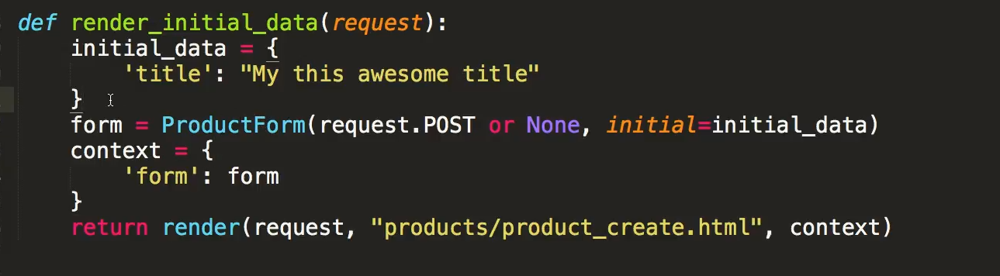 def render_initial_data(request):
    initial_data = {
        'title': "My this awesome title"
    }
    form = ProductForm(request.POST or None, initial=initial_data)
    context = {
        'form': form
    }
    return render(request, "products/product_create.html", context)